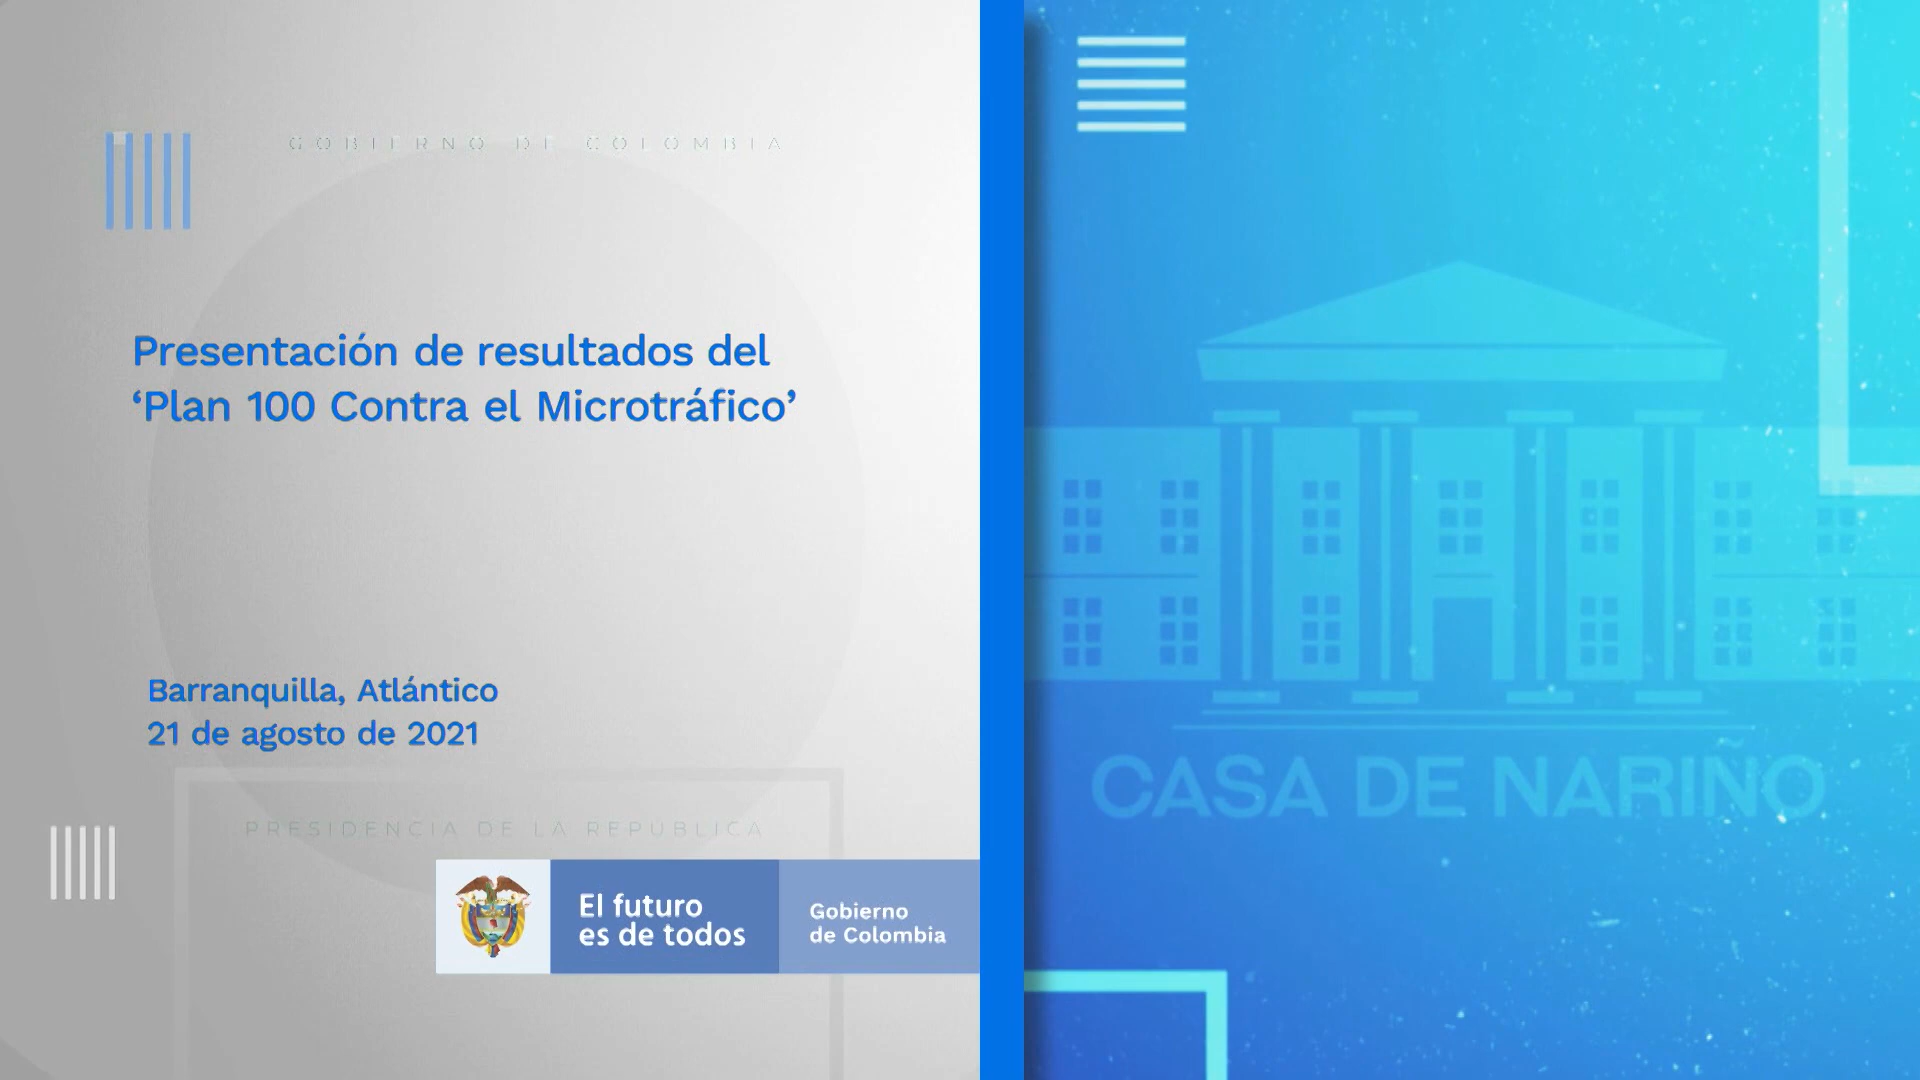 GOBIERNO DE COLOMBIA
Presentación de resultados del
‘Plan 100 Contra el Microtráfico’
Barranquilla, Atlántico
21 de agosto de 2021
PRESIDENCIA DE LA REPÚBLICA
El futuro
es de todos
Gobierno
de Colombia
CASA DE NARIÑO